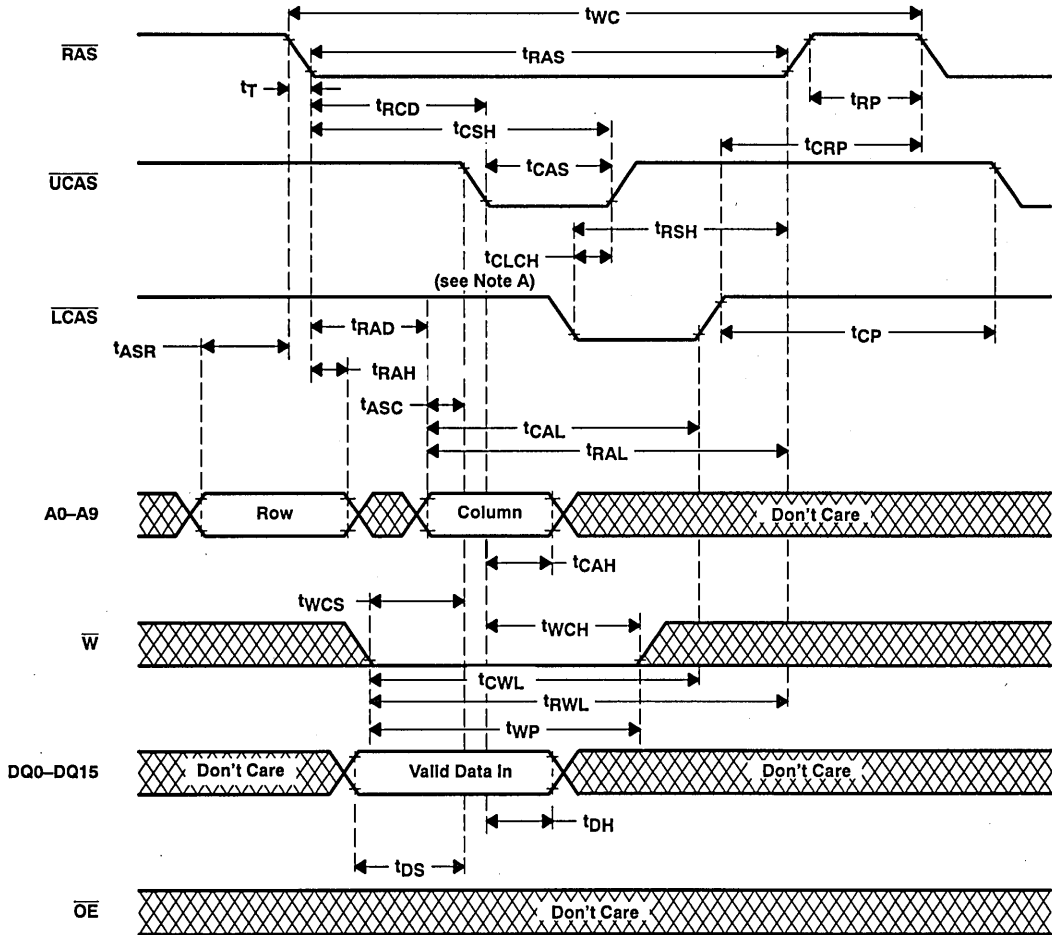 tWC
RAS
tRAS
tT
tRCD
tRP
tCSH
tCRP
tCAS
UCAS
tRSH
tCLCH
(see Note A)
LCAS
tRAD
tCP
tASR
tRAH
tASC
tCAL
tRAL
A0–A9
Row
Column
Don't Care
tCAH
tWCS
W
tWCH
tCWL
tRWL
tWP
DQ0–DQ15
Don't Care
Valid Data In
Don't Care
tDH
tDS
OE
Don't Care